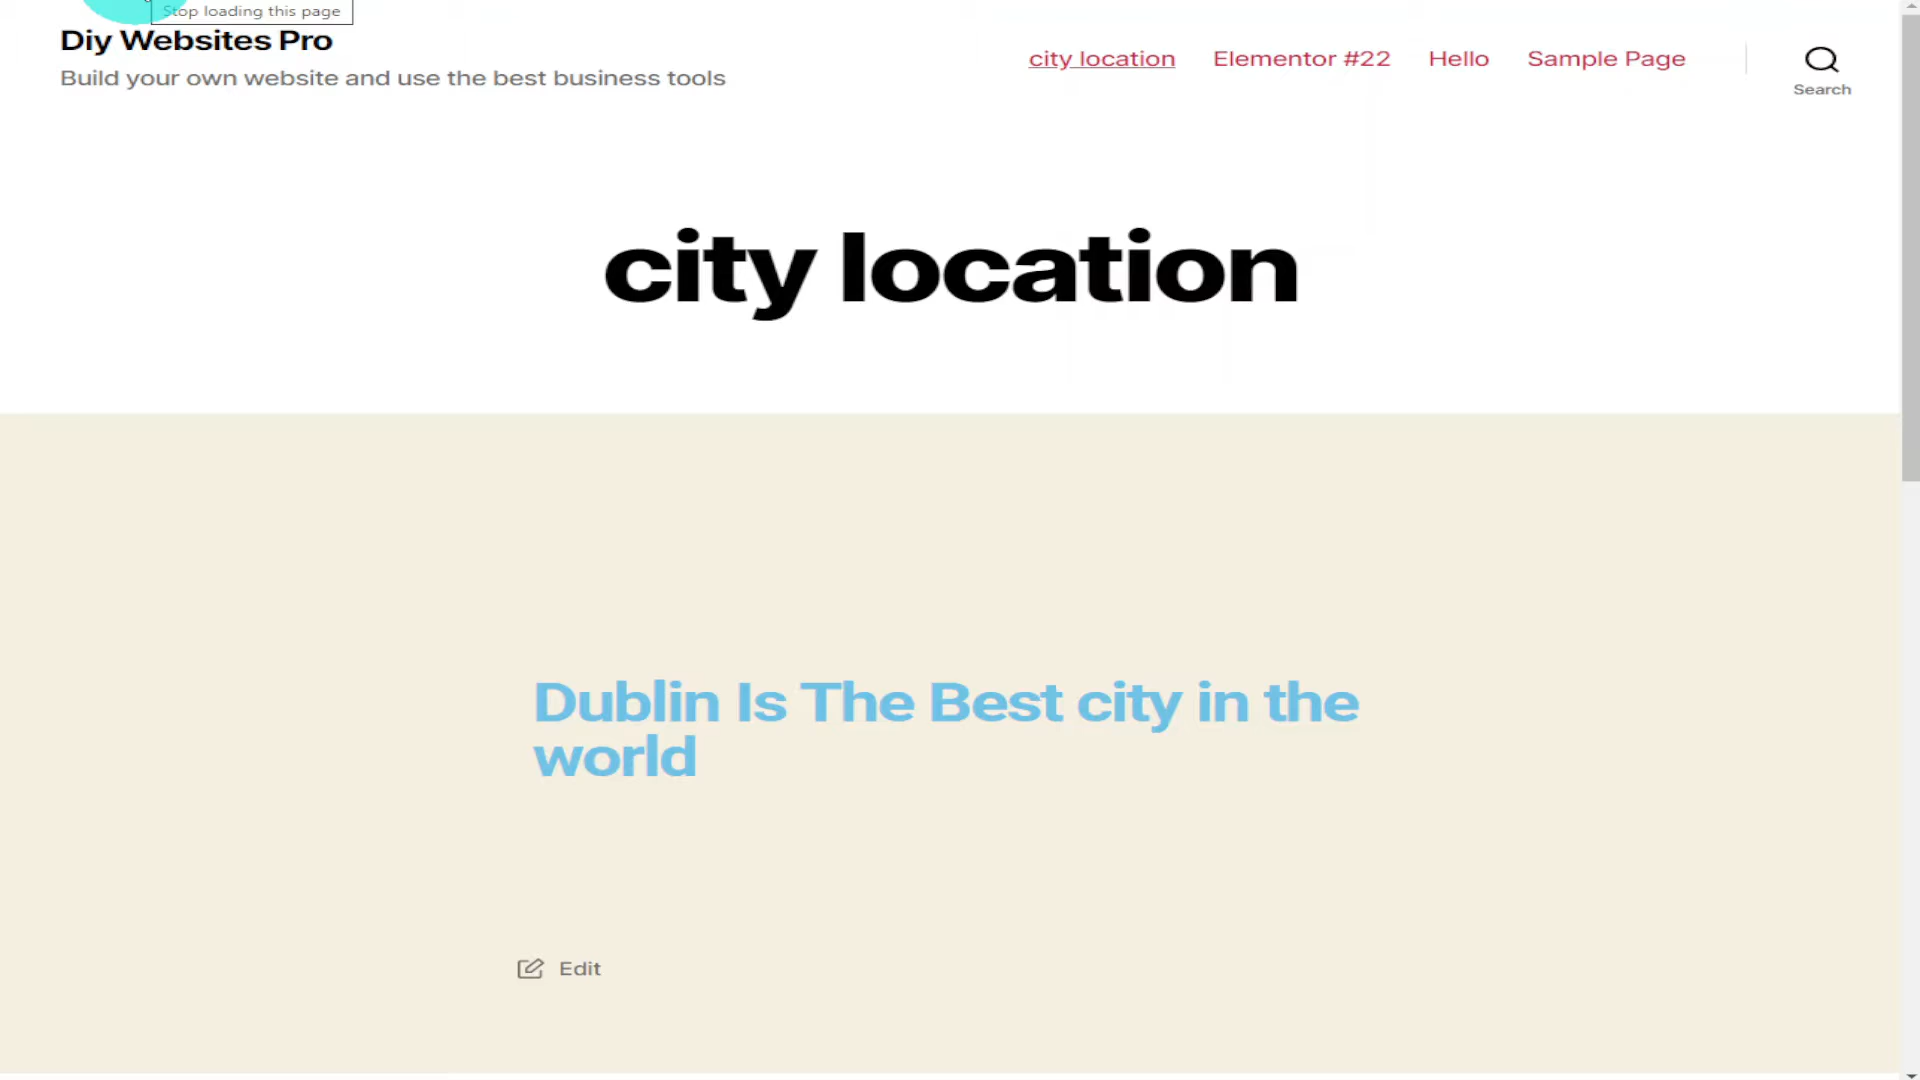 Stop loading this page
Diy Websites Pro
Build your own website and use the best business tools
city location
Elementor #22
Hello
Sample Page
Search
city location
Dublin Is The Best city in the
world
Edit